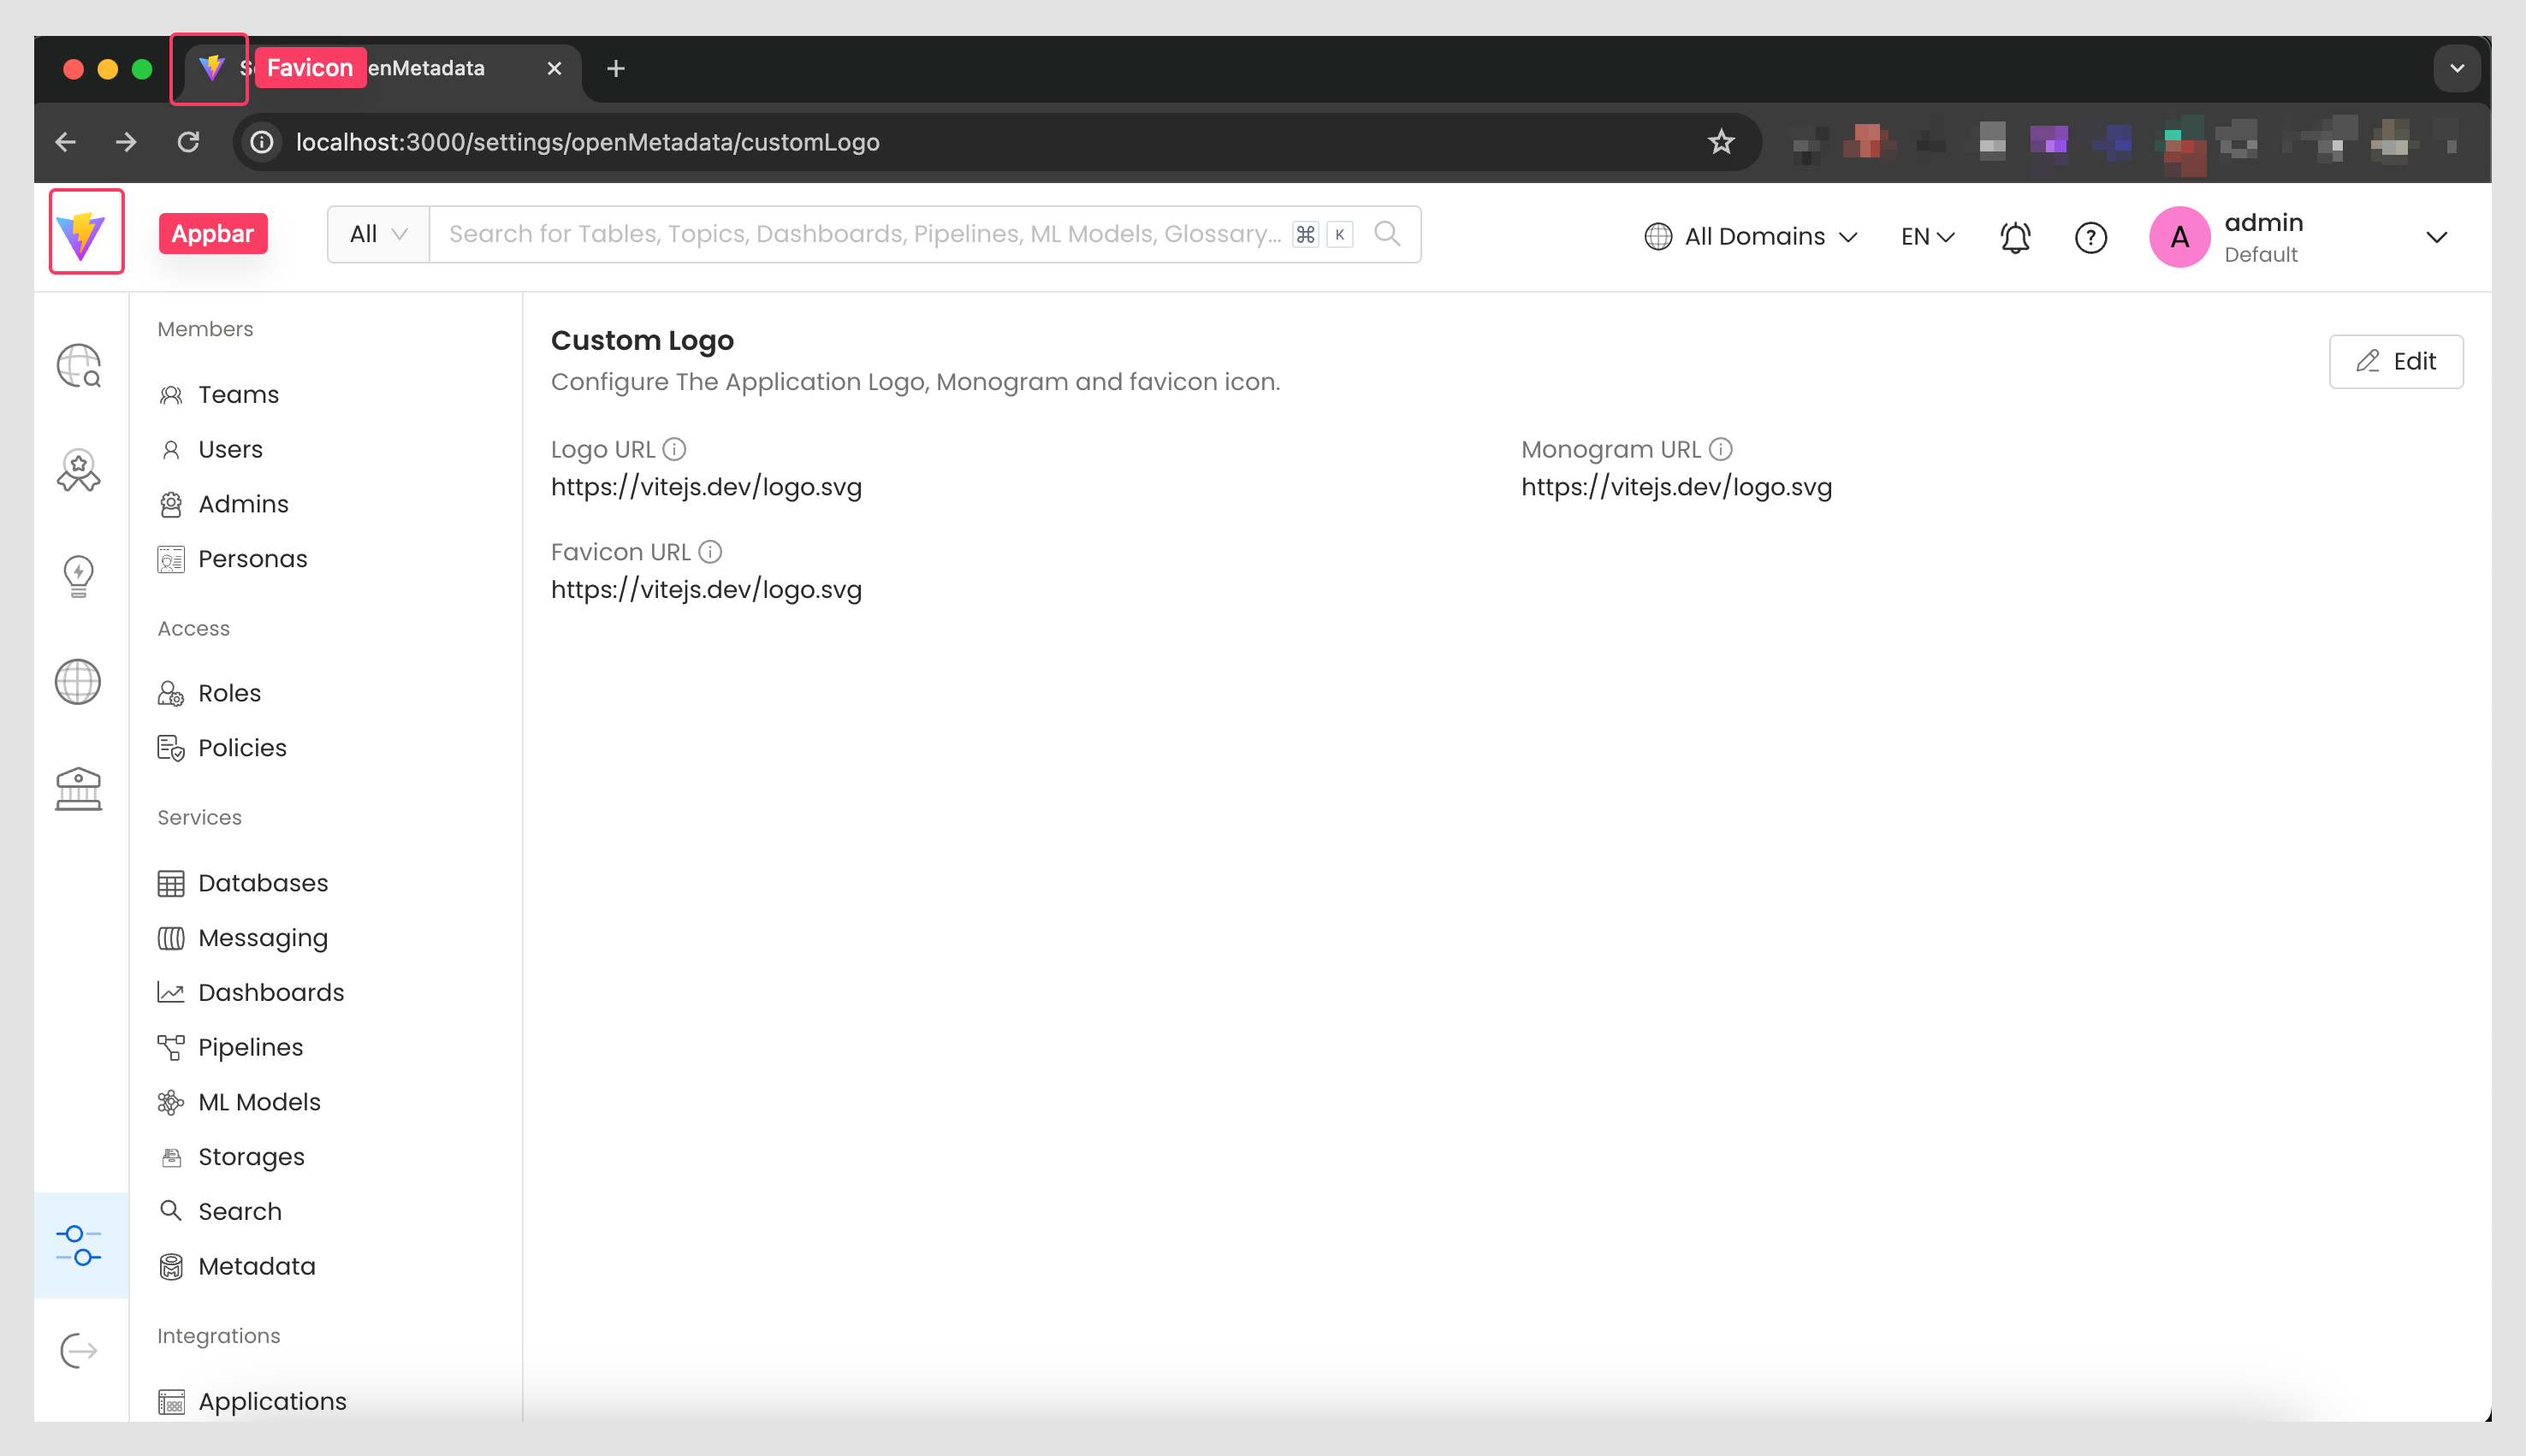 Favicon
enMetadata
localhost:3000/settings/openMetadata/customLogo
Appbar
All
Search for Tables, Topics, Dashboards, Pipelines, ML Models, Glossary...
⌘ K
All Domains
EN
A
admin
Default
Members
Teams
Users
Admins
Personas
Access
Roles
Policies
Services
Databases
Messaging
Dashboards
Pipelines
ML Models
Storages
Search
Metadata
Integrations
Applications
Custom Logo
Configure The Application Logo, Monogram and favicon icon.
Edit
Logo URL
https://vitejs.dev/logo.svg
Monogram URL
https://vitejs.dev/logo.svg
Favicon URL
https://vitejs.dev/logo.svg